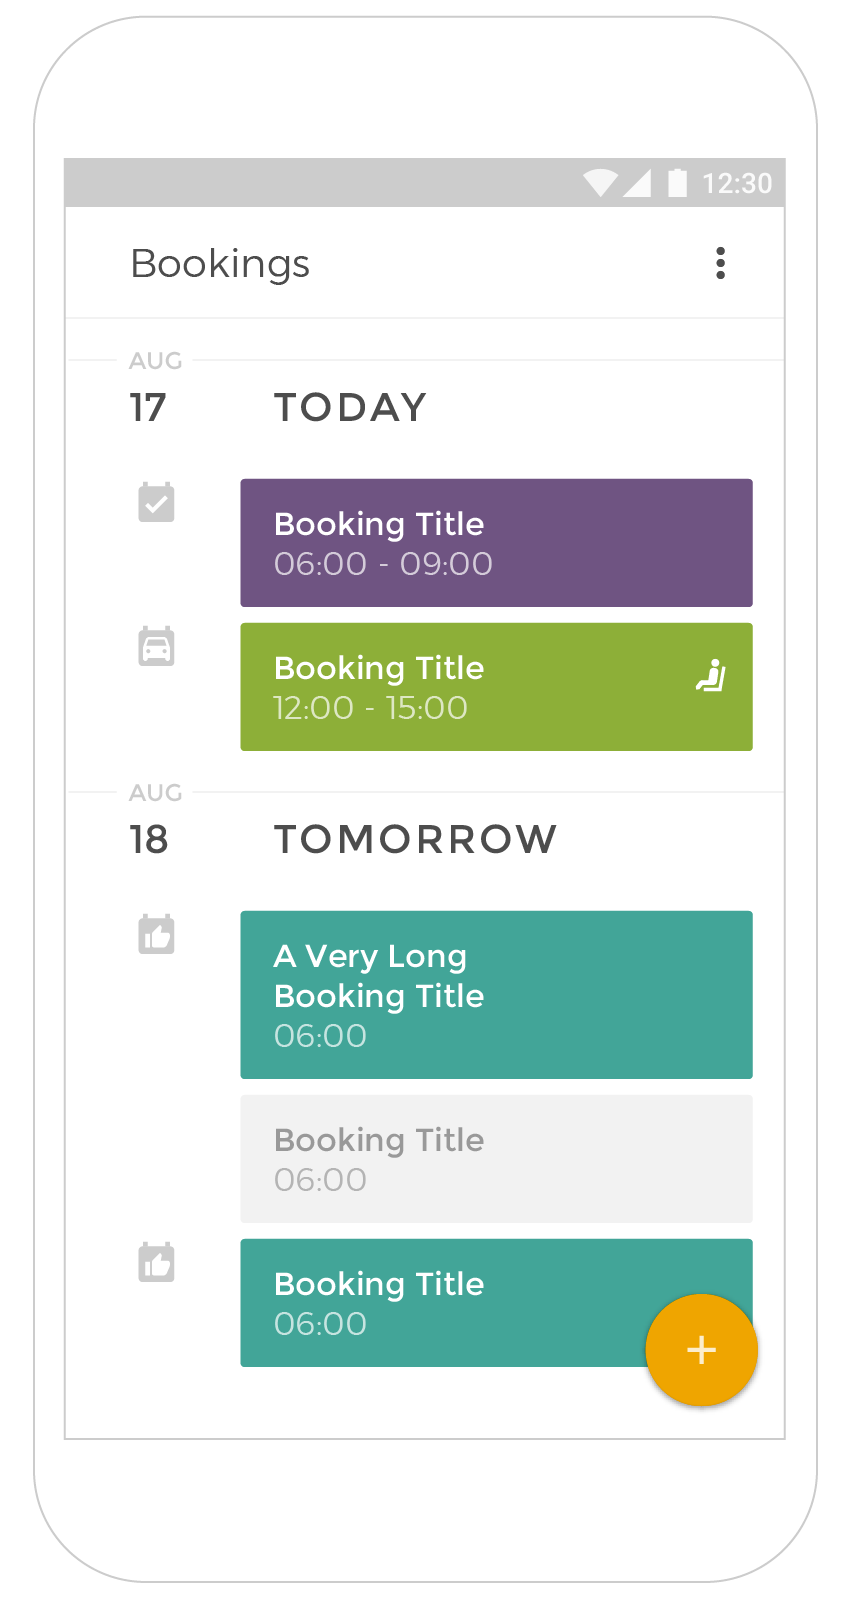 12:30
Bookings
AUG
17 TODAY
Booking Title
06:00 - 09:00
Booking Title
12:00 - 15:00
AUG
18 TOMORROW
A Very Long
Booking Title
06:00
Booking Title
06:00
Booking Title
06:00
+